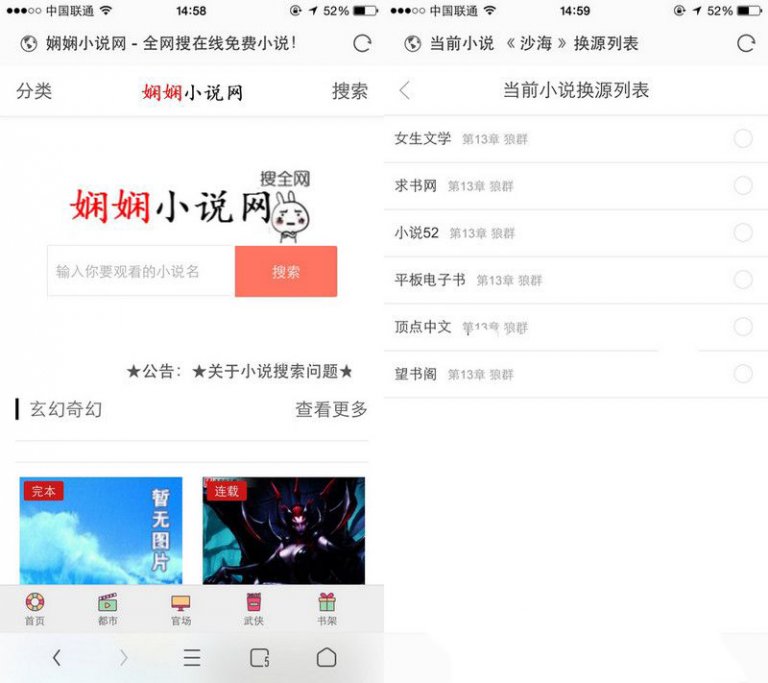 中国联通 14:58 52%
娴娴小说网 - 全网搜在线免费小说！
分类 娴娴小说网 搜索
搜全网
娴娴小说网
输入你要观看的小说名 搜索
★公告：★关于小说搜索问题★
玄幻奇幻 查看更多
完本 连载
暂无图片
首页 都市 官场 武侠 书架
5
中国联通 14:59 52%
当前小说 《沙海》换源列表
当前小说换源列表
女生文学 第13章 狼群
求书网 第13章 狼群
小说52 第13章 狼群
平板电子书 第13章 狼群
顶点中文 第13章 狼群
望书阁 第13章 狼群